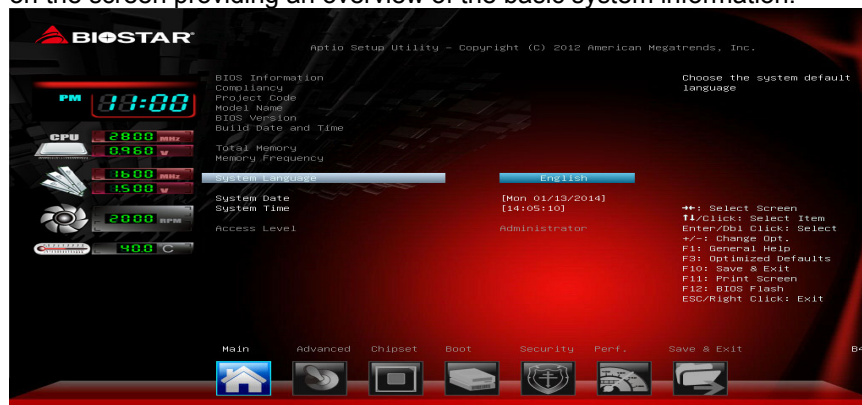 on the screen providing an overview of the basic system information.
BIOSTAR
Aptio Setup Utility – Copyright (C) 2012 American Megatrends, Inc.
BIOS Information
Compliancy
Project Code
Model Name
BIOS Version
Build Date and Time
Total Memory
Memory Frequency
System Language English
System Date [Mon 01/13/2014]
System Time [14:05:10]
Access Level Administrator
PM 11:00
CPU 2800 MHz
0.960 V
1600 MHz
1.500 V
2000 RPM
40.0 C
Choose the system default
language
→←: Select Screen
↑↓/Click: Select Item
Enter/Dbl Click: Select
+/-: Change Opt.
F1: General Help
F3: Optimized Defaults
F10: Save & Exit
F11: Print Screen
F12: BIOS Flash
ESC/Right Click: Exit
Main Advanced Chipset Boot Security Perf. Save & Exit